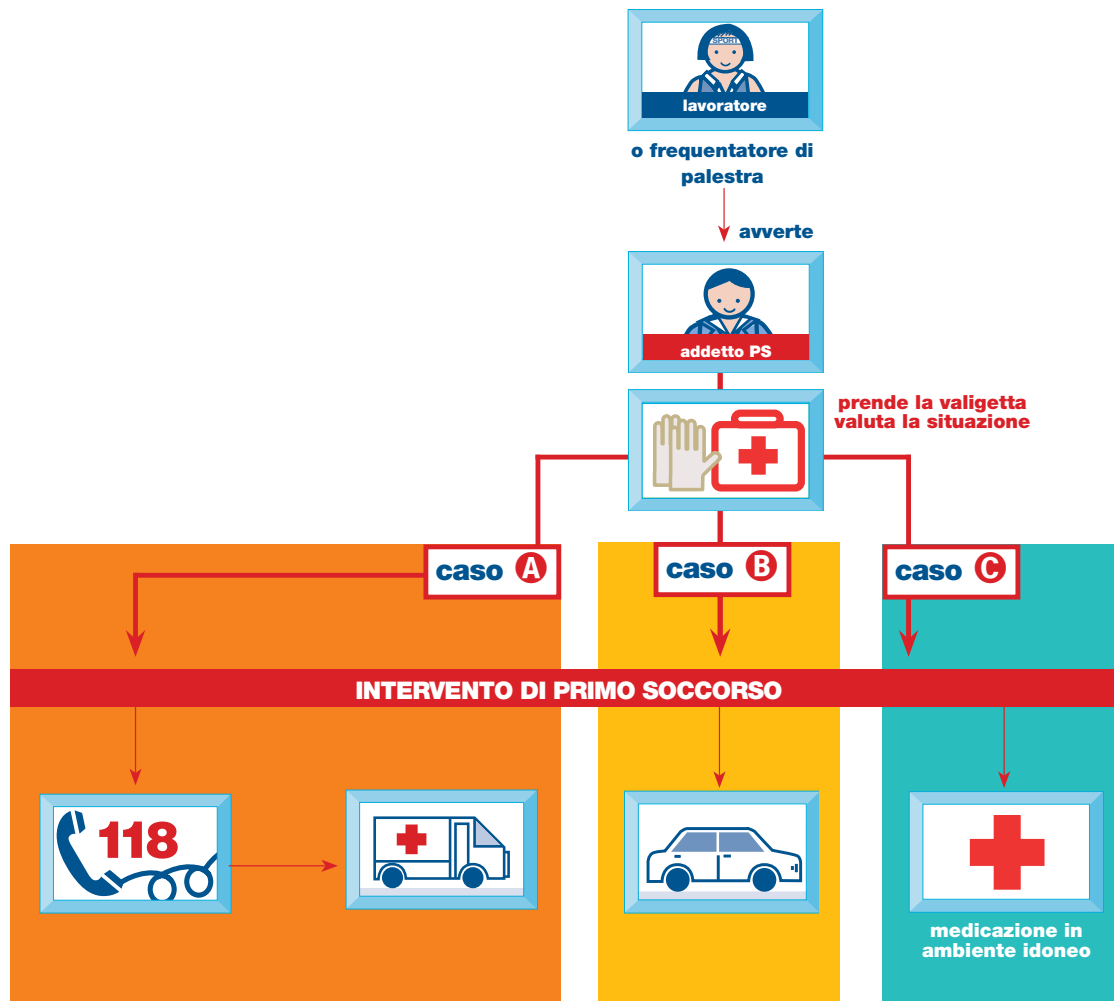 SPORT
lavoratore
o frequentatore di
palestra
avverte
addetto PS
prende la valigetta
valuta la situazione
caso A
caso B
caso C
INTERVENTO DI PRIMO SOCCORSO
118
medicazione in
ambiente idoneo